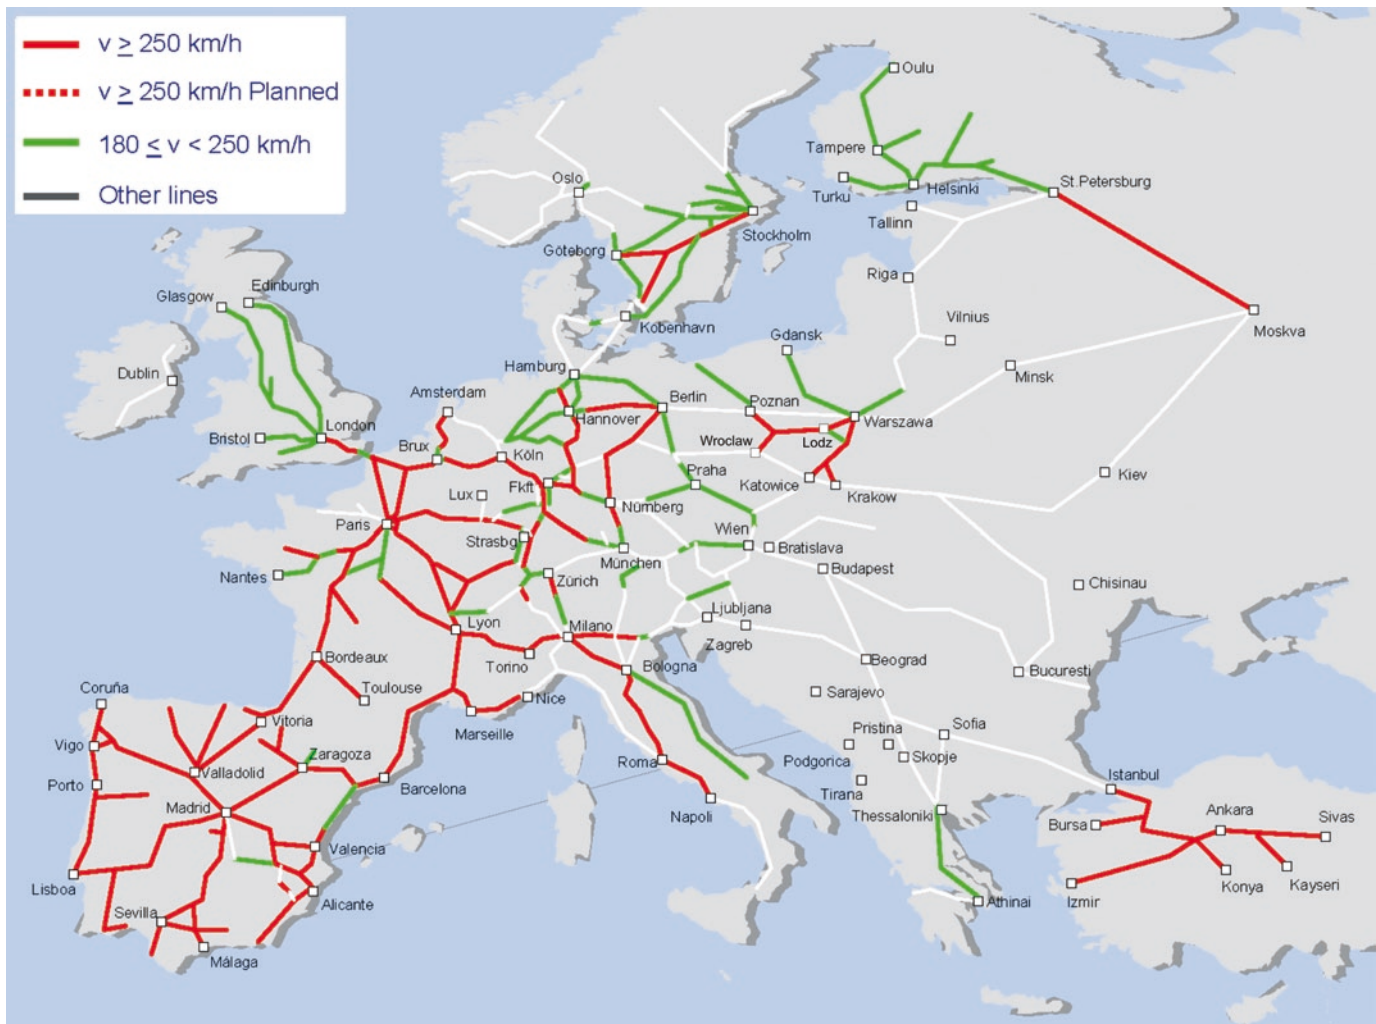 v ≥ 250 km/h
v ≥ 250 km/h Planned
180 ≤ v < 250 km/h
Other lines
Oulu
Tampere
Oslo
Turku
Helsinki
St.Petersburg
Tallinn
Stockholm
Göteborg
Riga
Edinburgh
Glasgow
Vilnius
Kobenhavn
Moskva
Gdansk
Dublin
Hamburg
Minsk
Amsterdam
Berlin
Poznan
Hannover
Warszawa
London
Bristol
Brux
Wroclaw
Lodz
Köln
Praha
Kiev
Fkft
Katowice
Krakow
Lux
Nürnberg
Paris
Wien
Strasbg
München
Bratislava
Budapest
Nantes
Zürich
Chisinau
Ljubljana
Lyon
Milano
Zagreb
Bordeaux
Torino
Bologna
Beograd
Bucuresti
Toulouse
Coruña
Nice
Sarajevo
Vitoria
Marseille
Sofia
Pristina
Vigo
Zaragoza
Skopje
Podgorica
Roma
Valladolid
Istanbul
Porto
Barcelona
Tirana
Madrid
Napoli
Thessaloniki
Ankara
Sivas
Bursa
Valencia
Lisboa
Konya
Kayseri
Alicante
Athinai
Izmir
Sevilla
Málaga